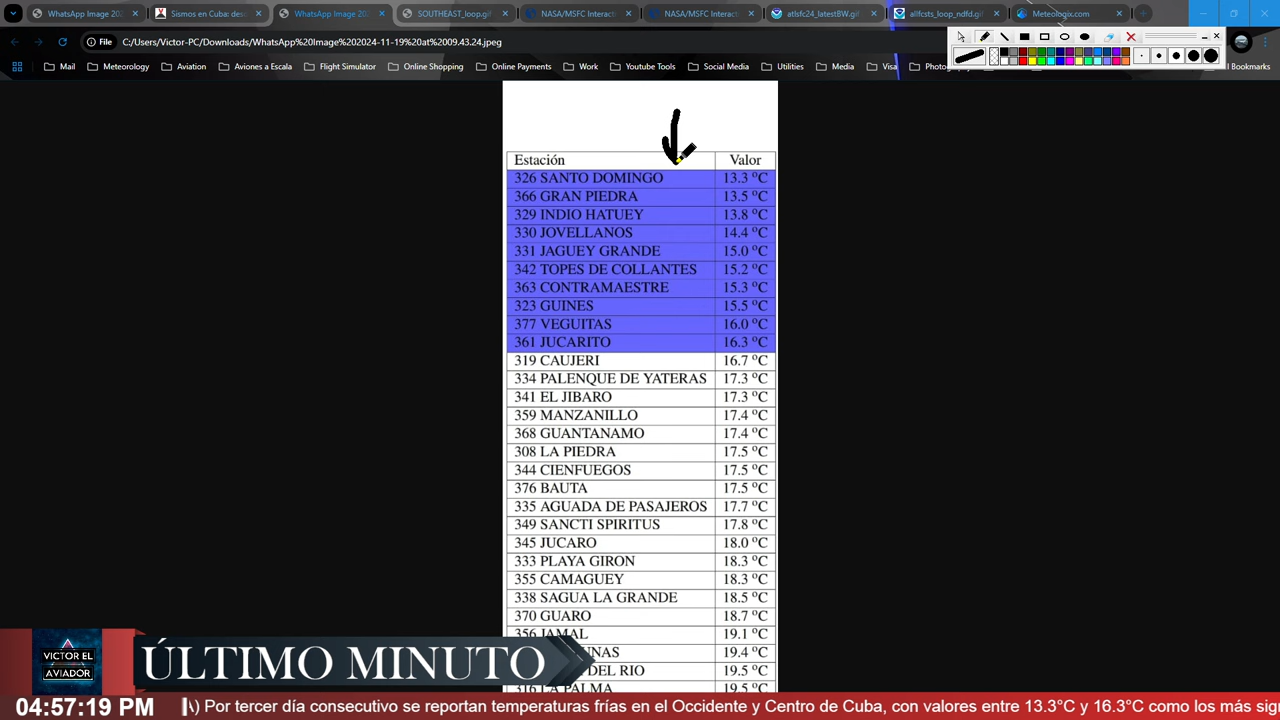 WhatsApp Image 202
Sismos en Cuba: des
WhatsApp Image 202
SOUTHEAST_loop.gif
NASA/MSFC Interact
NASA/MSFC Interact
atlsfc24_latestBW.gif
allfcsts_loop_ndfd.gif
Meteologix.com
File C:/Users/Victor-PC/Downloads/WhatsApp%20Image%202024-11-19%20at%2009.43.24.jpeg
Mail
Meteorology
Aviation
Aviones a Escala
Flight Simulator
Online Shopping
Online Payments
Work
Youtube Tools
Social Media
Utilities
Media
Visa
Bookmarks
Estación Valor
326 SANTO DOMINGO 13.3 ºC
366 GRAN PIEDRA 13.5 ºC
329 INDIO HATUEY 13.8 ºC
330 JOVELLANOS 14.4 ºC
331 JAGUEY GRANDE 15.0 ºC
342 TOPES DE COLLANTES 15.2 ºC
363 CONTRAMAESTRE 15.3 ºC
323 GUINES 15.5 ºC
377 VEGUITAS 16.0 ºC
361 JUCARITO 16.3 ºC
319 CAUJERI 16.7 ºC
334 PALENQUE DE YATERAS 17.3 ºC
341 EL JIBARO 17.3 ºC
359 MANZANILLO 17.4 ºC
368 GUANTANAMO 17.4 ºC
308 LA PIEDRA 17.5 ºC
344 CIENFUEGOS 17.5 ºC
376 BAUTA 17.5 ºC
335 AGUADA DE PASAJEROS 17.7 ºC
349 SANCTI SPIRITUS 17.8 ºC
345 JUCARO 18.0 ºC
333 PLAYA GIRON 18.3 ºC
355 CAMAGUEY 18.3 ºC
338 SAGUA LA GRANDE 18.5 ºC
370 GUARO 18.7 ºC
356 JAMAL 19.1 ºC
UNAS 19.4 ºC
DEL RIO 19.5 ºC
316 LA PALMA 19.5 ºC
VICTOR EL
AVIADOR
ÚLTIMO MINUTO
04:57:19 PM
Por tercer día consecutivo se reportan temperaturas frías en el Occidente y Centro de Cuba, con valores entre 13.3°C y 16.3°C como los más sig